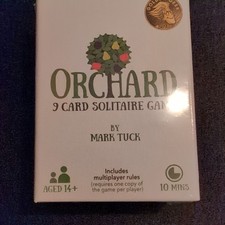 ORCHARD
9 CARD SOLITAIRE GAME
BY
MARK TUCK
Includes
multiplayer rules
(requires one copy of
the game per player)
AGED 14+
10 MINS